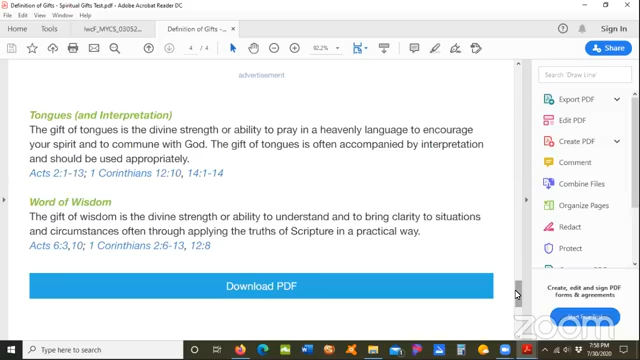 Definition of Gifts - Spiritual Gifts Test.pdf - Adobe Acrobat Reader DC
File Edit View Window Help
Home Tools IwcF_MYCS_03052... Definition of Gifts -... × Sign In
4 / 4 92.2% Share
advertisement
Search 'Draw Line'
Tongues (and Interpretation)
The gift of tongues is the divine strength or ability to pray in a heavenly language to encourage
your spirit and to commune with God. The gift of tongues is often accompanied by interpretation
and should be used appropriately.
Acts 2:1-13; 1 Corinthians 12:10, 14:1-14
Word of Wisdom
The gift of wisdom is the divine strength or ability to understand and to bring clarity to situations
and circumstances often through applying the truths of Scripture in a practical way.
Acts 6:3,10; 1 Corinthians 2:6-13, 12:8
Download PDF
Export PDF
Edit PDF
Create PDF
Comment
Combine Files
Organize Pages
Redact
Protect
Create, edit and sign PDF
forms & agreements
Start Free Trial
zoom
Type here to search
7:58 PM
7/30/2020